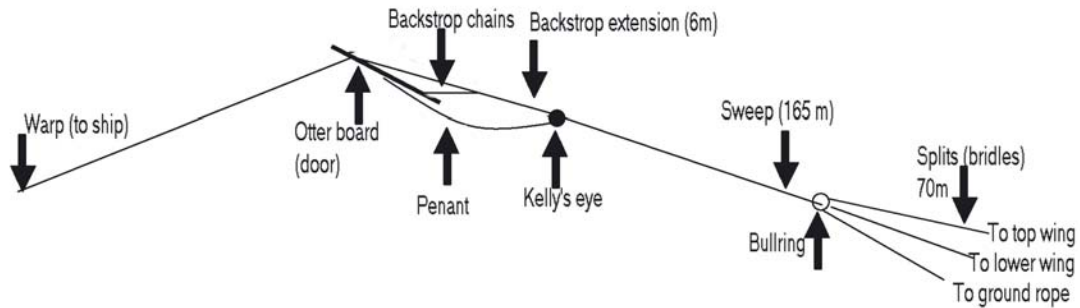 Backstrop chains
Backstrop extension (6m)
Warp (to ship)
Otter board
(door)
Sweep (165 m)
Splits (bridles)
70m
Penant
Kelly's eye
Bullring
To top wing
To lower wing
To ground rope